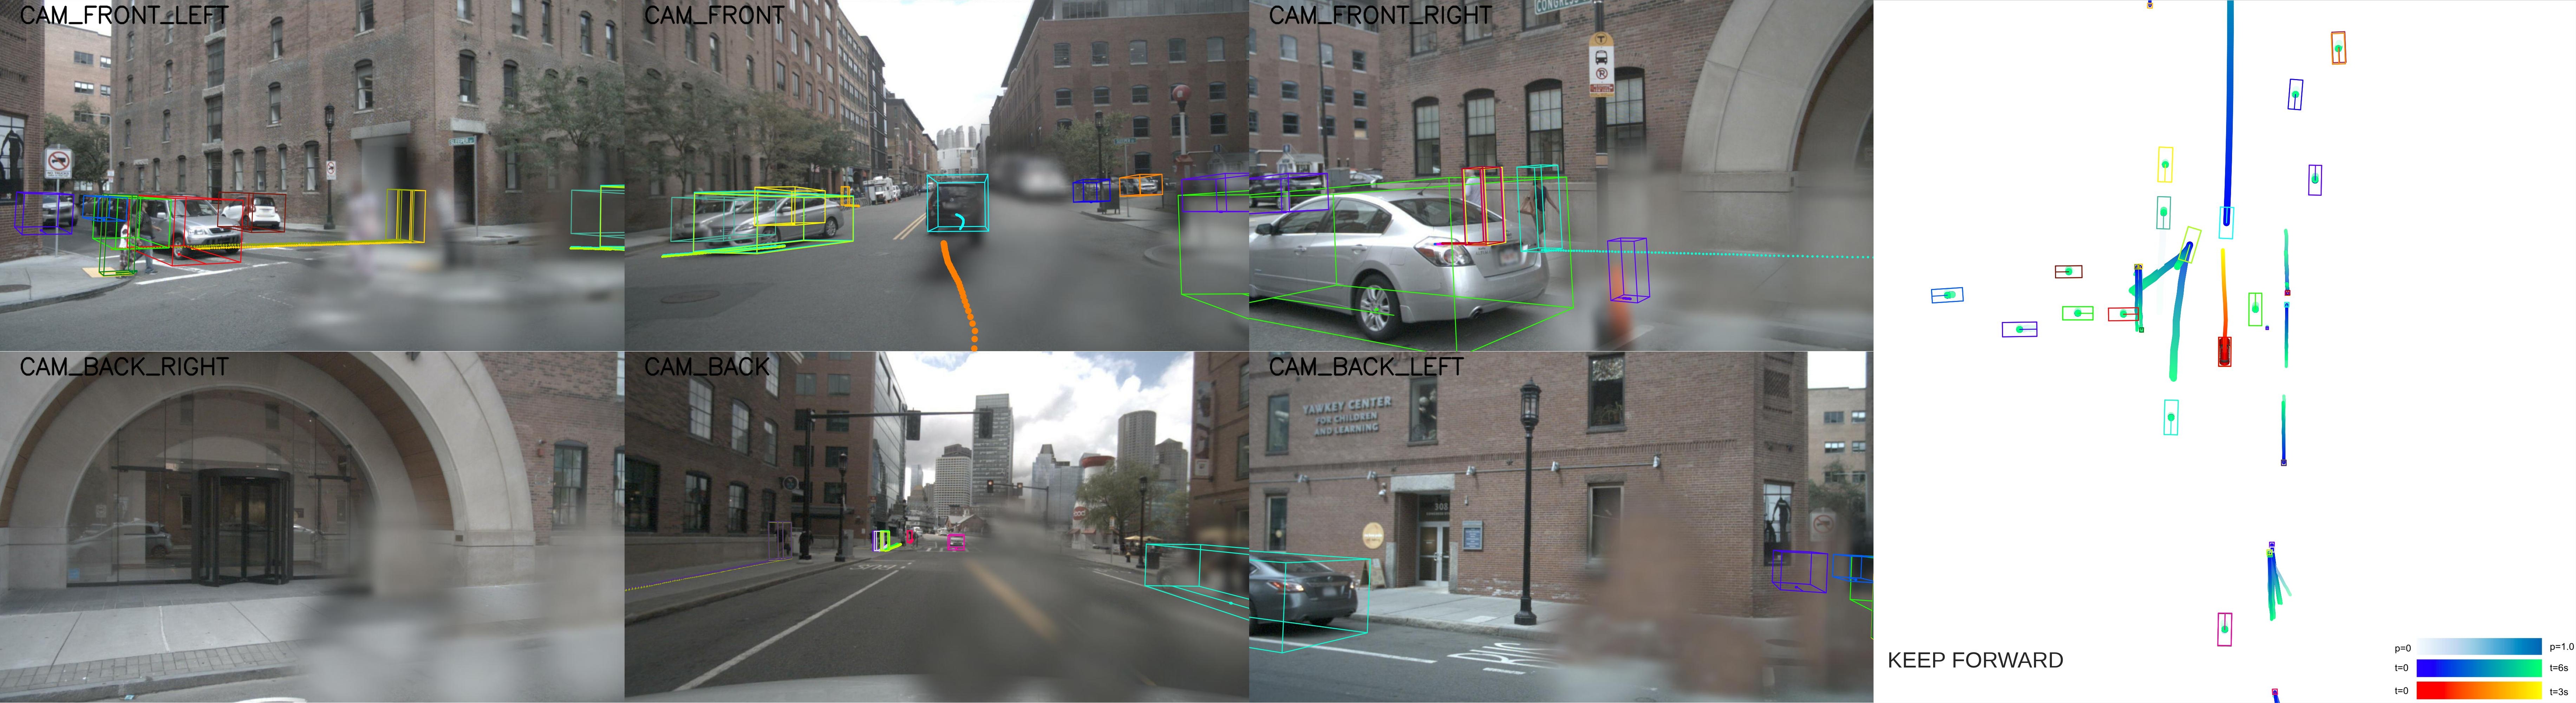 CAM_FRONT_LEFT
CAM_FRONT
CAM_FRONT_RIGHT
CAM_BACK_RIGHT
CAM_BACK
CAM_BACK_LEFT
YAWKEY CENTER
FOR CHILDREN
AND LEARNING
KEEP FORWARD
p=0
p=1.0
t=0
t=6s
t=0
t=3s